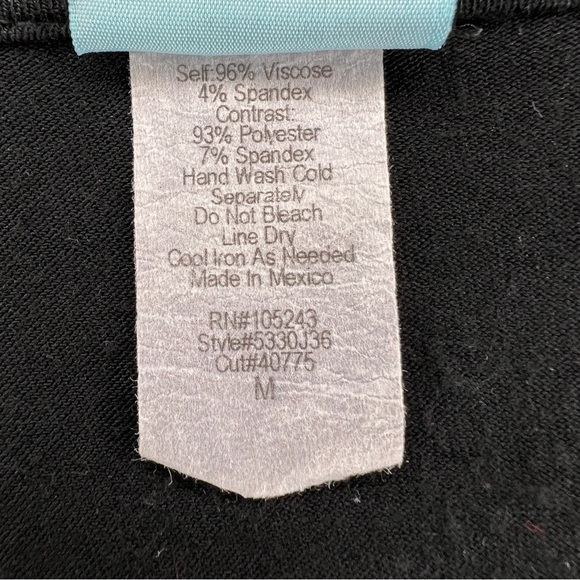 Self:96% Viscose
4% Spandex
Contrast:
93% Polyester
7% Spandex
Hand Wash Cold
Separately
Do Not Bleach
Line Dry
Cool Iron As Needed
Made In Mexico
RN#105243
Style#5330J36
Cut#40775
M